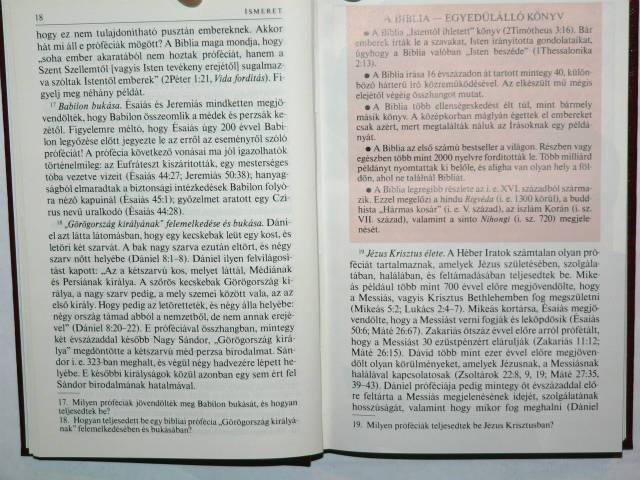 18
ISMERET
hogy ez nem tulajdonítható pusztán embereknek. Akkor
hát mi áll e próféciák mögött? A Biblia maga mondja, hogy
„soha ember akaratából nem hoztak próféciát, hanem a
Szent Szellemtől [vagyis Isten tevékeny erejétől] sugalmaz-
va szóltak Istentől emberek” (2Péter 1:21, Vida fordítás). Fi-
gyelj meg néhány példát.
17 Babilon bukása. Ésaiás és Jeremiás mindketten megjö-
vendölték, hogy Babilon összeomlik a médek és perzsák ke-
zétől. Figyelemre méltó, hogy Ésaiás úgy 200 évvel Babi-
lon legyőzése előtt jegyezte le az erről az eseményről szóló
próféciát! A prófécia következő vonásai ma jól igazolhatók
történelmileg: az Eufráteszt kiszárították, egy mesterséges
tóba vezetve vizeit (Ésaiás 44:27; Jeremiás 50:38); hanyag-
ságból elmaradtak a biztonsági intézkedések Babilon folyó-
ra néző kapuinál (Ésaiás 45:1); győzelmet aratott egy Cí-
rus nevű uralkodó (Ésaiás 44:28).
18 „Görögország királyának” felemelkedése és bukása. Dáni-
el azt látta látomásban, hogy egy kecskebak leüt egy kost, és
letöri két szarvát. A bak nagy szarva ezután eltört, és négy
szarv nőtt helyébe (Dániel 8:1–8). Dániel ilyen felvilágosí-
tást kapott: „Az a kétszarvú kos, melyet láttál, Médiának
és Persiának királya. A szőrös kecskebak Görögország ki-
rálya, a nagy szarv pedig, a mely szemei között vala, az az
első király. Hogy pedig az letöretteték, és négy álla helyébe:
négy ország támad abból a nemzetből, de nem annak erejé-
vel” (Dániel 8:20–22). E próféciával összhangban, mintegy
két évszázaddal később Nagy Sándor, „Görögország kirá-
lya” megdöntötte a kétszarvú méd-perzsa birodalmat. Sán-
dor i. e. 323-ban meghalt, és végül négy hadvezére lépett he-
lyébe. E későbbi királyságok közül azonban egy sem ért fel
Sándor birodalmának hatalmával.
17. Milyen próféciák jövendölték meg Babilon bukását, és hogyan
teljesedtek be?
18. Hogyan teljesedett be egy bibliai prófécia „Görögország királyá-
nak” felemelkedésében és bukásában?
A BIBLIA — EGYEDÜLÁLLÓ KÖNYV
● A Biblia „Istentől ihletett” könyv (2Timótheus 3:16). Bár
emberek írták le a szavakat, Isten irányította gondolataikat,
úgyhogy a Biblia valóban „Isten beszéde” (1Thessalonika
2:13).
● A Biblia írása 16 évszázadon át tartott mintegy 40, külön-
böző hátterű író közreműködésével. Az elkészült mű mégis
elejétől végéig összhangot mutat.
● A Biblia több ellenségeskedést élt túl, mint bármely
másik könyv. A középkorban máglyán égettek el embereket
csak azért, mert megtalálták náluk az Írásoknak egy példá-
nyát.
● A Biblia az első számú bestseller a világon. Részben vagy
egészben több mint 2000 nyelvre fordították le. Több milliárd
példányt nyomtattak ki belőle, és aligha van olyan hely a föl-
dön, ahol ne találnál Bibliát.
● A Biblia legrégibb részlete az i. e. XVI. századból szárma-
zik. Ezzel megelőzi a hindu Rigvéda (i. e. 1300 körül), a budd-
hista „Hármas kosár” (i. e. V. század), az iszlám Korán (i. sz.
VII. század), valamint a sintó Nihongi (i. sz. 720) megjele-
nését.
19 Jézus Krisztus élete. A Héber Iratok számtalan olyan pró-
féciát tartalmaznak, amelyek Jézus születésében, szolgála-
tában, halálában, és feltámadásában teljesedtek be. Mike-
ás például több mint 700 évvel előre megjövendölte, hogy
a Messiás, vagyis Krisztus Bethlehemben fog megszületni
(Mikeás 5:2; Lukács 2:4–7). Mikeás kortársa, Ésaiás megjö-
vendölte, hogy a Messiást verni fogják és leköpdösik (Ésaiás
50:6; Máté 26:67). Zakariás ötszáz évvel előre arról prófétált,
hogy a Messiást 30 ezüstpénzért elárulják (Zakariás 11:12;
Máté 26:15). Dávid több mint ezer évvel előre megjöven-
dölt olyan körülményeket, amelyek Jézusnak, a Messiásnak
halálával kapcsolatosak (Zsoltárok 22:8, 9, 19; Máté 27:35,
39–43). Dániel próféciája pedig mintegy öt évszázaddal elő-
re feltárta a Messiás megjelenésének idejét, szolgálatának
hosszúságát, valamint hogy mikor fog meghalni (Dániel
19. Milyen próféciák teljesedtek be Jézus Krisztusban?